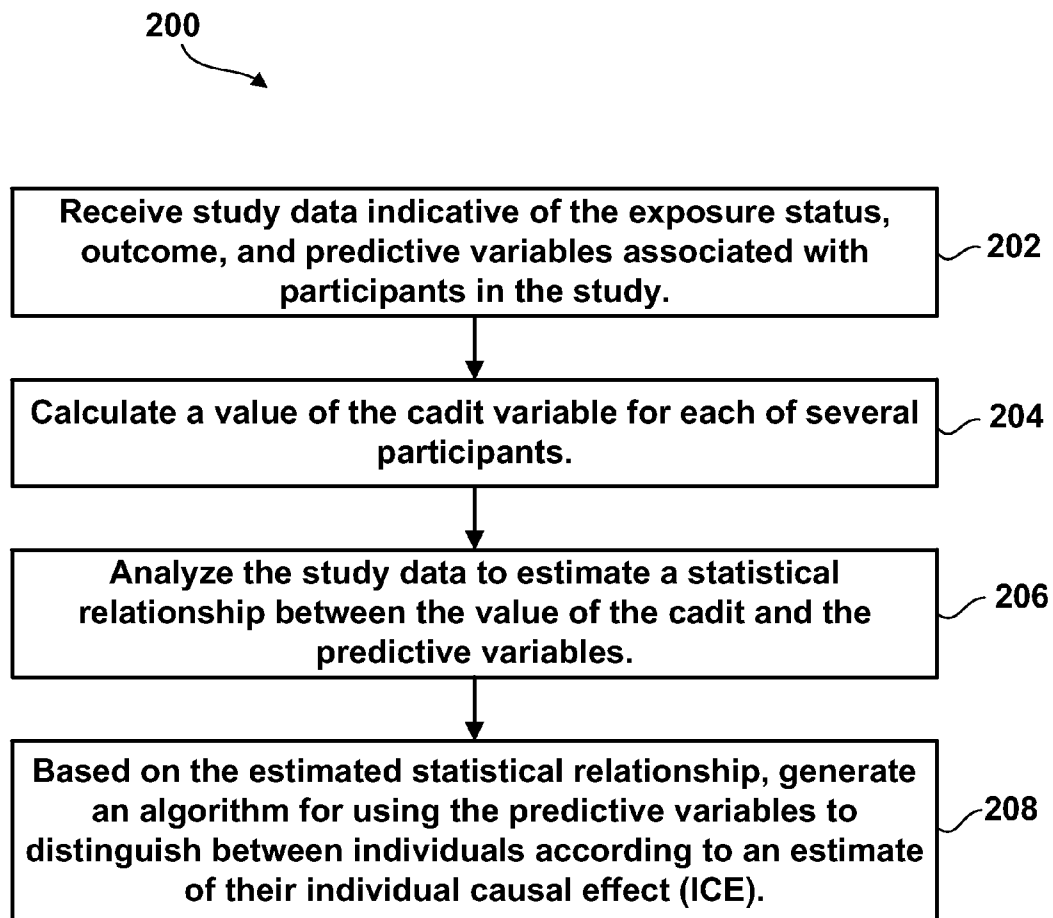 200
Receive study data indicative of the exposure status,
outcome, and predictive variables associated with
participants in the study.
202
Calculate a value of the cadit variable for each of several
participants.
204
Analyze the study data to estimate a statistical
relationship between the value of the cadit and the
predictive variables.
206
Based on the estimated statistical relationship, generate
an algorithm for using the predictive variables to
distinguish between individuals according to an estimate
of their individual causal effect (ICE).
208